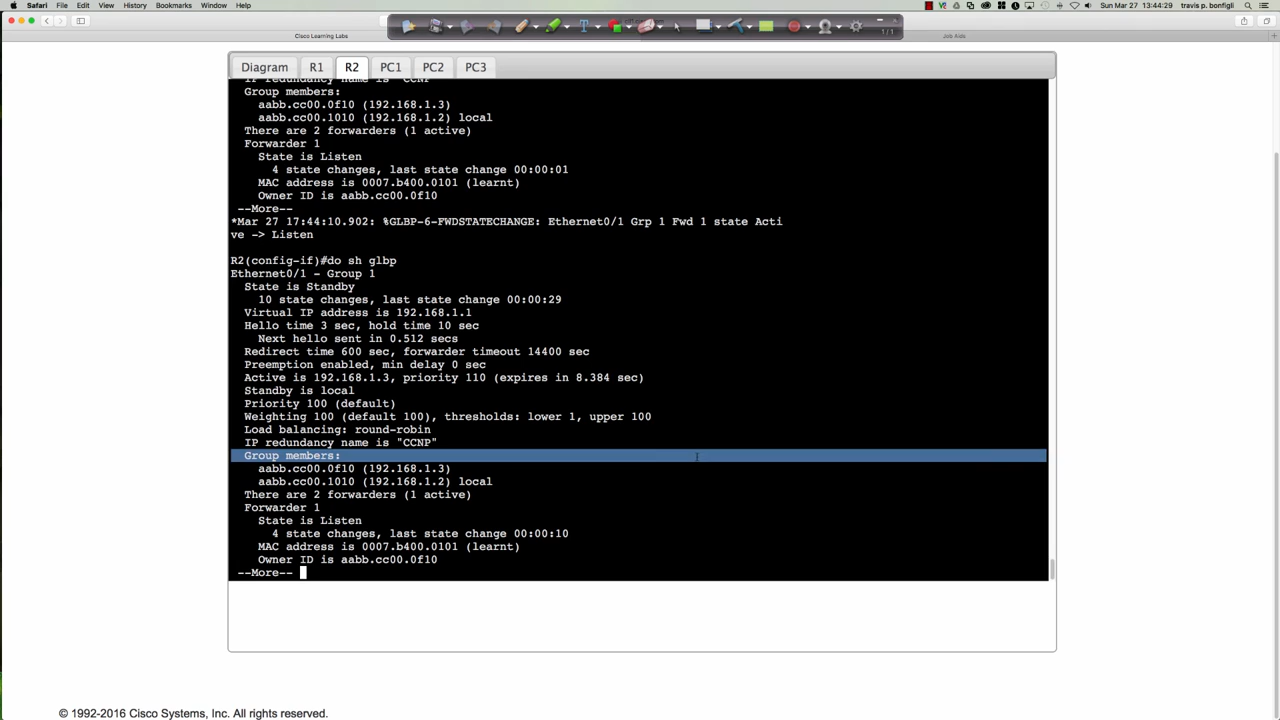 Safari File Edit View History Bookmarks Window Help
Sun Mar 27 13:44:29 travis p. bonfigli
1/1
Cisco Learning Labs
Job Aids
Diagram R1 R2 PC1 PC2 PC3
IP redundancy name is "CCNP"
Group members:
aabb.cc00.0f10 (192.168.1.3)
aabb.cc00.1010 (192.168.1.2) local
There are 2 forwarders (1 active)
Forwarder 1
State is Listen
4 state changes, last state change 00:00:01
MAC address is 0007.b400.0101 (learnt)
Owner ID is aabb.cc00.0f10
--More--
*Mar 27 17:44:10.902: %GLBP-6-FWDSTATECHANGE: Ethernet0/1 Grp 1 Fwd 1 state Acti
ve -> Listen
R2(config-if)#do sh glbp
Ethernet0/1 - Group 1
State is Standby
10 state changes, last state change 00:00:29
Virtual IP address is 192.168.1.1
Hello time 3 sec, hold time 10 sec
Next hello sent in 0.512 secs
Redirect time 600 sec, forwarder timeout 14400 sec
Preemption enabled, min delay 0 sec
Active is 192.168.1.3, priority 110 (expires in 8.384 sec)
Standby is local
Priority 100 (default)
Weighting 100 (default 100), thresholds: lower 1, upper 100
Load balancing: round-robin
IP redundancy name is "CCNP"
Group members:
aabb.cc00.0f10 (192.168.1.3)
aabb.cc00.1010 (192.168.1.2) local
There are 2 forwarders (1 active)
Forwarder 1
State is Listen
4 state changes, last state change 00:00:10
MAC address is 0007.b400.0101 (learnt)
Owner ID is aabb.cc00.0f10
--More--
© 1992-2016 Cisco Systems, Inc. All rights reserved.